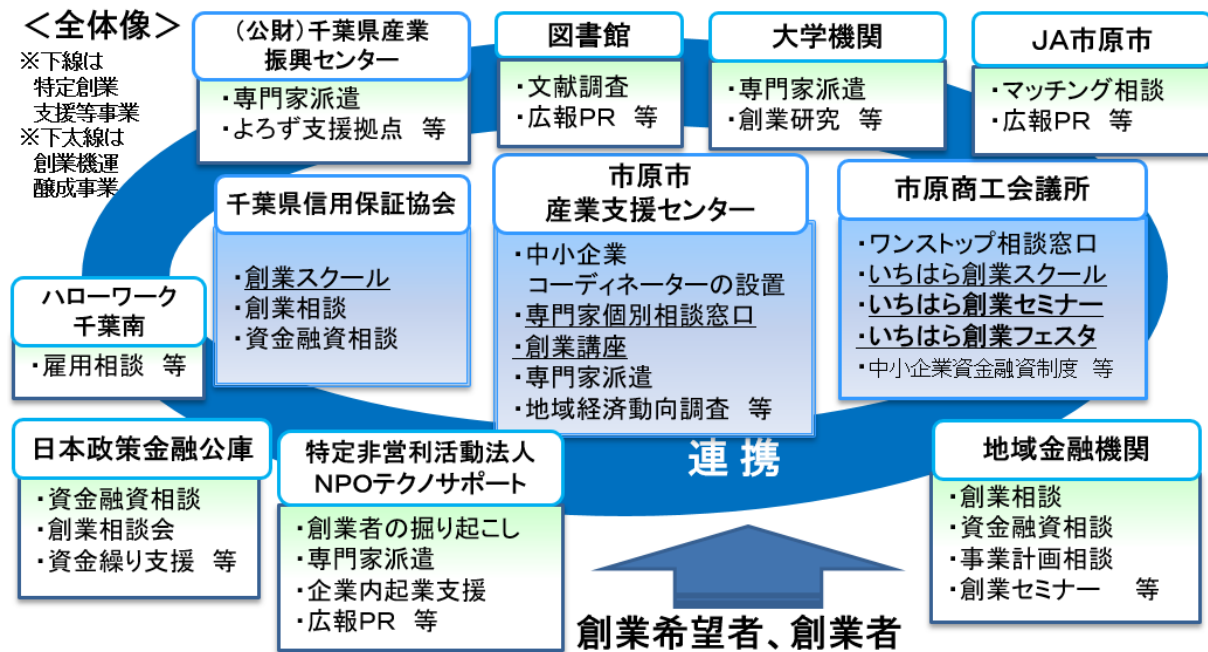 ＜全体像＞
※下線は
特定創業
支援等事業
※下太線は
創業機運
醸成事業
（公財）千葉県産業
振興センター
・専門家派遣
・よろず支援拠点　等
図書館
・文献調査
・広報PR　等
大学機関
・専門家派遣
・創業研究　等
JA市原市
・マッチング相談
・広報PR　等
千葉県信用保証協会
・創業スクール
・創業相談
・資金融資相談
市原市
産業支援センター
・中小企業
コーディネーターの設置
・専門家個別相談窓口
・創業講座
・専門家派遣
・地域経済動向調査　等
市原商工会議所
・ワンストップ相談窓口
・いちはら創業スクール
・いちはら創業セミナー
・いちはら創業フェスタ
・中小企業資金融資制度　等
ハローワーク
千葉南
・雇用相談　等
日本政策金融公庫
・資金融資相談
・創業相談会
・資金繰り支援　等
特定非営利活動法人
NPOテクノサポート
・創業者の掘り起こし
・専門家派遣
・企業内起業支援
・広報PR　等
連携
地域金融機関
・創業相談
・資金融資相談
・事業計画相談
・創業セミナー　等
創業希望者、創業者